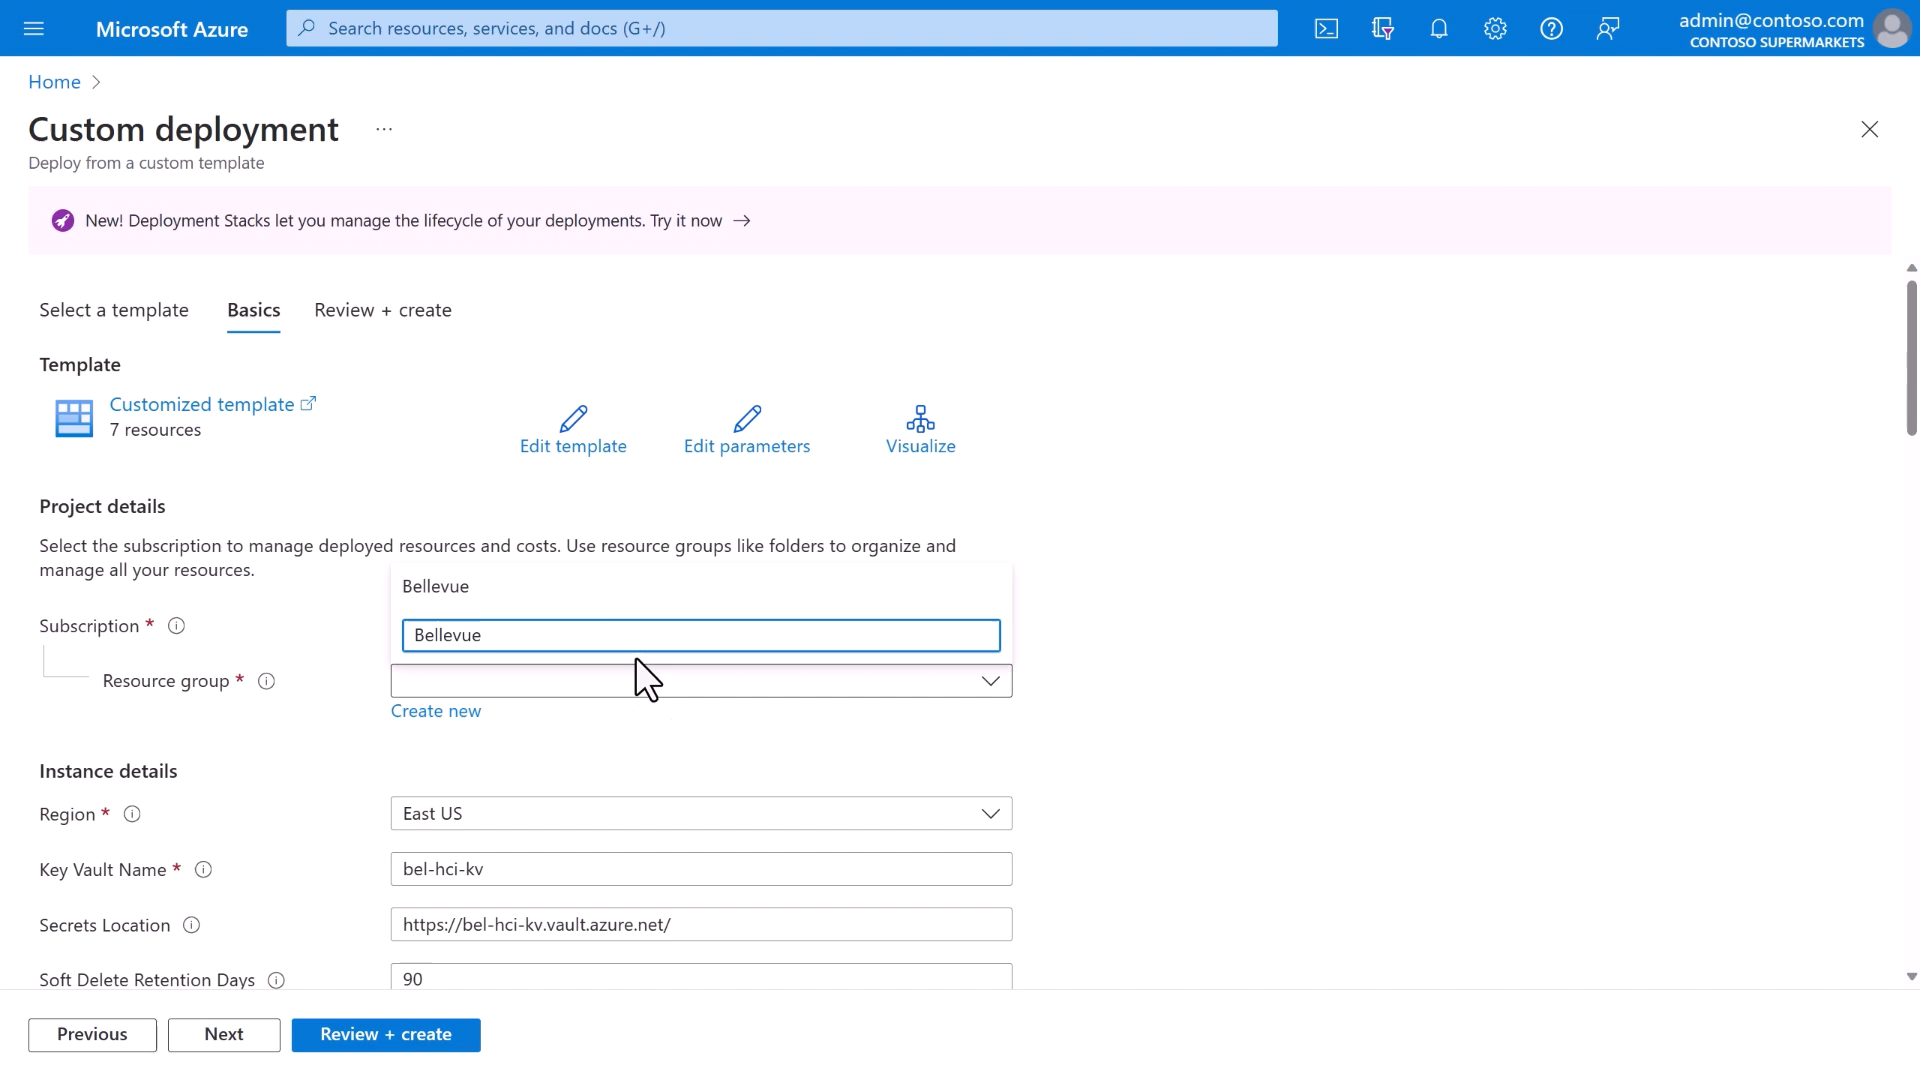 Microsoft Azure
Search resources, services, and docs (G+/)
admin@contoso.com
CONTOSO SUPERMARKETS
Home
Custom deployment
...
Deploy from a custom template
New! Deployment Stacks let you manage the lifecycle of your deployments. Try it now →
Select a template
Basics
Review + create
Template
Customized template
7 resources
Edit template
Edit parameters
Visualize
Project details
Select the subscription to manage deployed resources and costs. Use resource groups like folders to organize and
manage all your resources.
Bellevue
Subscription *
Bellevue
Resource group *
Create new
Instance details
Region *
East US
Key Vault Name *
bel-hci-kv
Secrets Location
https://bel-hci-kv.vault.azure.net/
Soft Delete Retention Days
90
Previous
Next
Review + create